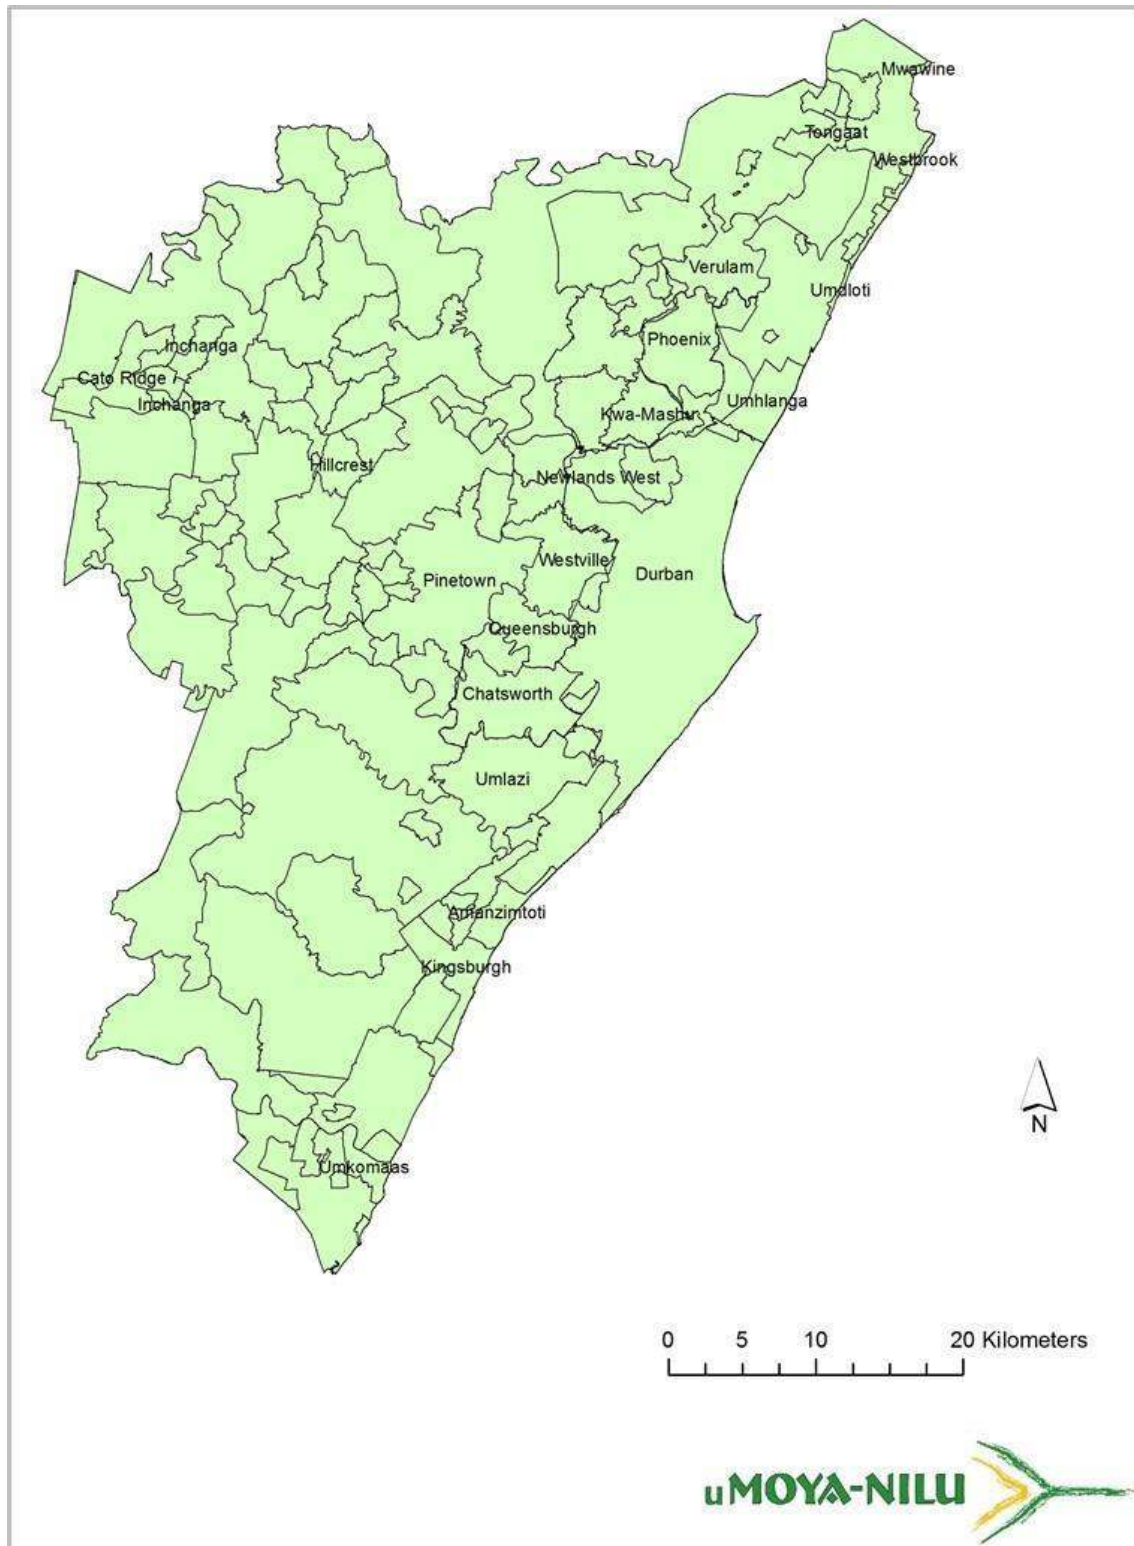 Mwawine
Tongaat
Westbrook
Verulam
Umdloti
Phoenix
Inchanga
Cato Ridge
Inchanga
Umhlanga
Kwa-Mashu
Hillcrest
Newlands West
Westville
Durban
Pinetown
Queensburgh
Chatsworth
Umlazi
Amanzimtoti
Kingsburgh
N
Umkomaas
0 5 10 20 Kilometers
uMOYA-NILU